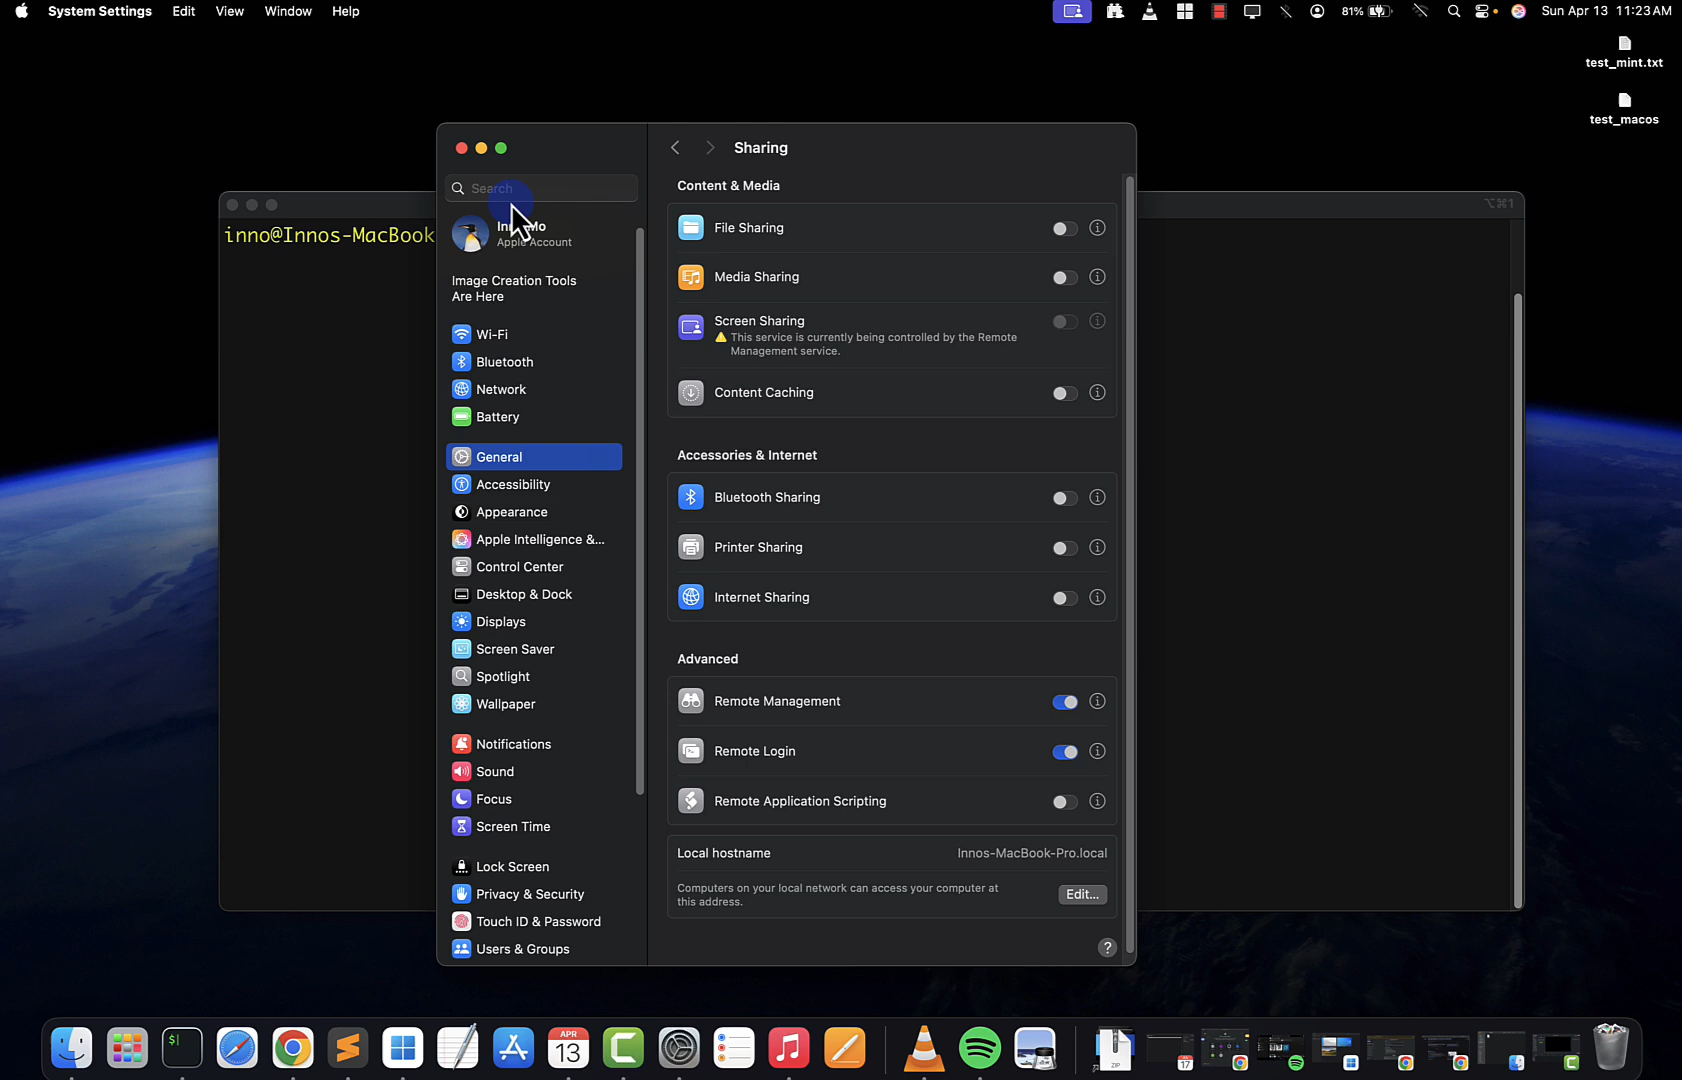 System Settings Edit View Window Help
81% Sun Apr 13 11:23 AM
test_mint.txt
test_macos
⌥⌘1
inno@Innos-MacBook
Search
Apple Account
Image Creation Tools
Are Here
Wi-Fi
Bluetooth
Network
Battery
General
Accessibility
Appearance
Apple Intelligence &...
Control Center
Desktop & Dock
Displays
Screen Saver
Spotlight
Wallpaper
Notifications
Sound
Focus
Screen Time
Lock Screen
Privacy & Security
Touch ID & Password
Users & Groups
Sharing
Content & Media
File Sharing
Media Sharing
Screen Sharing
This service is currently being controlled by the Remote
Management service.
Content Caching
Accessories & Internet
Bluetooth Sharing
Printer Sharing
Internet Sharing
Advanced
Remote Management
Remote Login
Remote Application Scripting
Local hostname Innos-MacBook-Pro.local
Computers on your local network can access your computer at
this address.
Edit...
?
$
APR
13
ZIP
17